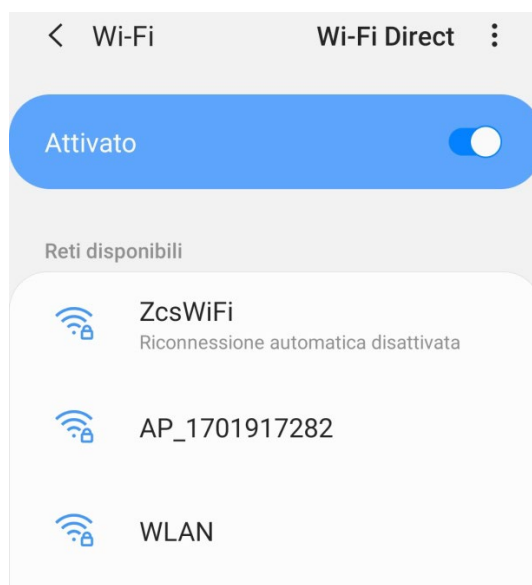 Wi-Fi Wi-Fi Direct
Attivato
Reti disponibili
ZcsWiFi
Riconnessione automatica disattivata
AP_1701917282
WLAN